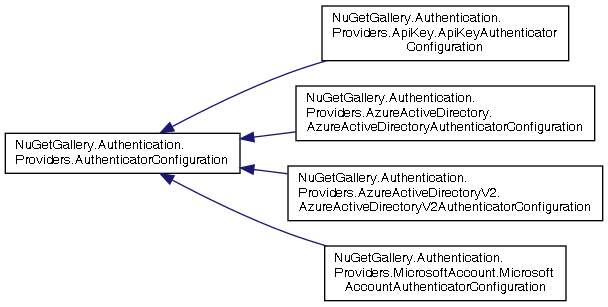 NuGetGallery.Authentication.
Providers.ApiKey.ApiKeyAuthenticator
Configuration
NuGetGallery.Authentication.
Providers.AzureActiveDirectory.
AzureActiveDirectoryAuthenticatorConfiguration
NuGetGallery.Authentication.
Providers.AuthenticatorConfiguration
NuGetGallery.Authentication.
Providers.AzureActiveDirectoryV2.
AzureActiveDirectoryV2AuthenticatorConfiguration
NuGetGallery.Authentication.
Providers.MicrosoftAccount.Microsoft
AccountAuthenticatorConfiguration